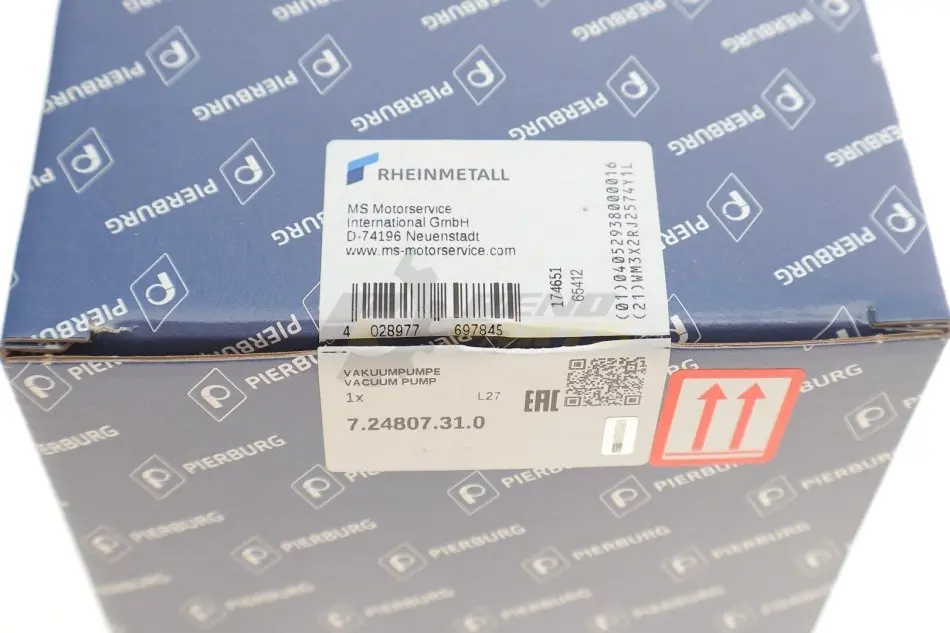 PIERBURG
RHEINMETALL
MS Motorservice
International GmbH
D-74196 Neuenstadt
www.ms-motorservice.com
174651
65412
(01)04052938000016
(21)WM3X2RJ2574Y1L
4 028977 697845
VAKUUMPUMPE
VACUUM PUMP
1x
L27
EAC
7.24807.31.0